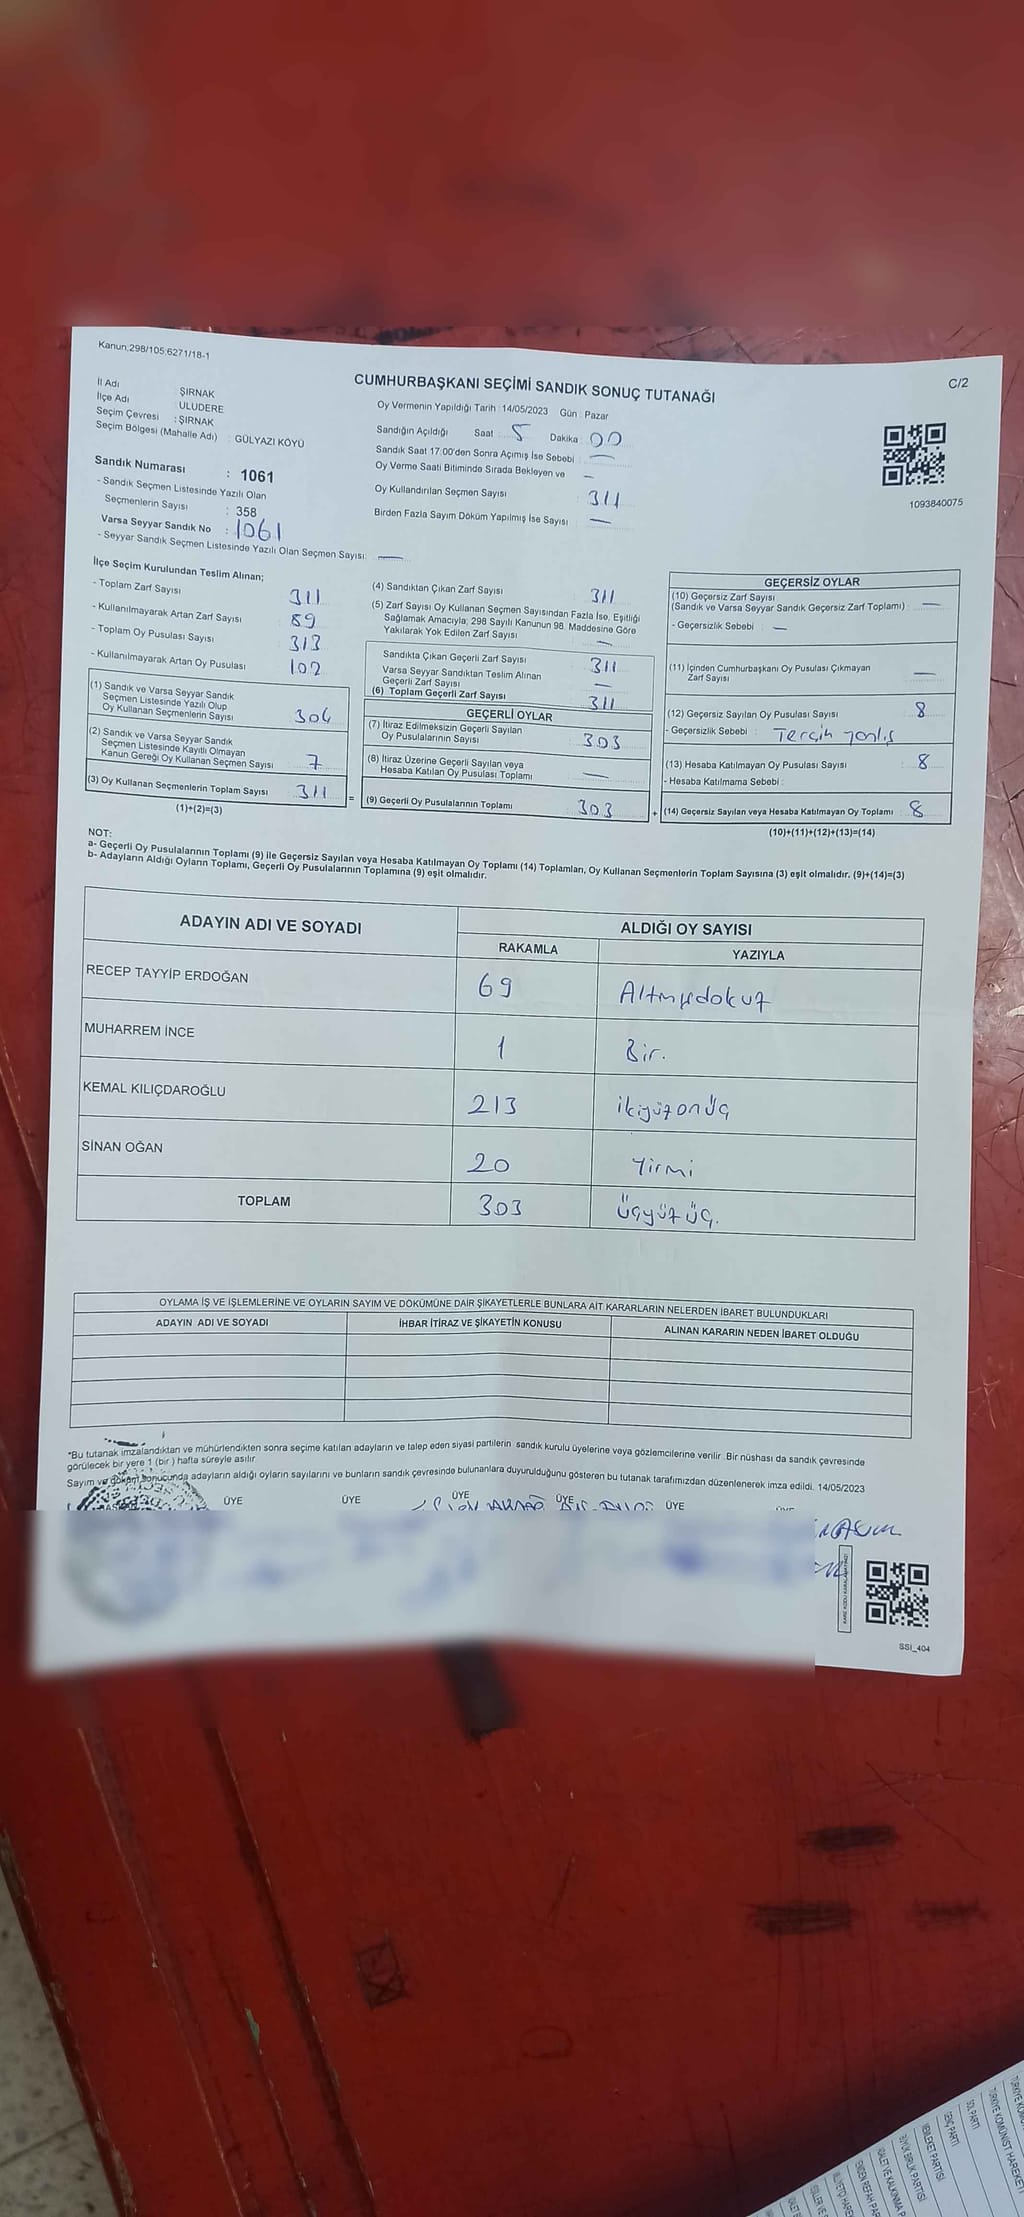 Kanun.298/105;6271/18-1
C/2
CUMHURBAŞKANI SEÇİMİ SANDIK SONUÇ TUTANAĞI
İl Adı : ŞIRNAK
İlçe Adı : ULUDERE
Seçim Çevresi : ŞIRNAK
Seçim Bölgesi (Mahalle Adı) : GÜLYAZI KÖYÜ
Sandık Numarası : 1061
- Sandık Seçmen Listesinde Yazılı Olan
Seçmenlerin Sayısı : 358
Varsa Seyyar Sandık No : 1061
- Seyyar Sandık Seçmen Listesinde Yazılı Olan Seçmen Sayısı: —
Oy Vermenin Yapıldığı Tarih : 14/05/2023 Gün : Pazar
Sandığın Açıldığı Saat : 5 Dakika : 00
Sandık Saat 17:00'den Sonra Açımış İse Sebebi : —
Oy Verme Saati Bitiminde Sırada Bekleyen ve —
Oy Kullandırılan Seçmen Sayısı 311
Birden Fazla Sayım Döküm Yapılmış İse Sayısı : —
1093840075
İlçe Seçim Kurulundan Teslim Alınan;
- Toplam Zarf Sayısı 311
- Kullanılmayarak Artan Zarf Sayısı 89
- Toplam Oy Pusulası Sayısı 313
- Kullanılmayarak Artan Oy Pusulası 102
(1) Sandık ve Varsa Seyyar Sandık
Seçmen Listesinde Yazılı Olup
Oy Kullanan Seçmenlerin Sayısı 304
(2) Sandık ve Varsa Seyyar Sandık
Seçmen Listesinde Kayıtlı Olmayan
Kanun Gereği Oy Kullanan Seçmen Sayısı 7
(3) Oy Kullanan Seçmenlerin Toplam Sayısı 311
(1)+(2)=(3)
=
(4) Sandıktan Çıkan Zarf Sayısı 311
(5) Zarf Sayısı Oy Kullanan Seçmen Sayısından Fazla İse, Eşitliği
Sağlamak Amacıyla; 298 Sayılı Kanunun 98. Maddesine Göre
Yakılarak Yok Edilen Zarf Sayısı —
Sandıkta Çıkan Geçerli Zarf Sayısı 311
Varsa Seyyar Sandıktan Teslim Alınan
Geçerli Zarf Sayısı —
(6) Toplam Geçerli Zarf Sayısı 311
GEÇERLİ OYLAR
(7) İtiraz Edilmeksizin Geçerli Sayılan
Oy Pusulalarının Sayısı 303
(8) İtiraz Üzerine Geçerli Sayılan veya
Hesaba Katılan Oy Pusulası Toplamı —
(9) Geçerli Oy Pusulalarının Toplamı 303
+
GEÇERSİZ OYLAR
(10) Geçersiz Zarf Sayısı
(Sandık ve Varsa Seyyar Sandık Geçersiz Zarf Toplamı) : —
- Geçersizlik Sebebi : —
(11) İçinden Cumhurbaşkanı Oy Pusulası Çıkmayan
Zarf Sayısı —
(12) Geçersiz Sayılan Oy Pusulası Sayısı 8
- Geçersizlik Sebebi : Tercih yanlış
(13) Hesaba Katılmayan Oy Pusulası Sayısı : 8
- Hesaba Katılmama Sebebi :
(14) Geçersiz Sayılan veya Hesaba Katılmayan Oy Toplamı : 8
(10)+(11)+(12)+(13)=(14)
NOT:
a- Geçerli Oy Pusulalarının Toplamı (9) ile Geçersiz Sayılan veya Hesaba Katılmayan Oy Toplamı (14) Toplamları, Oy Kullanan Seçmenlerin Toplam Sayısına (3) eşit olmalıdır. (9)+(14)=(3)
b- Adayların Aldığı Oyların Toplamı, Geçerli Oy Pusulalarının Toplamına (9) eşit olmalıdır.
ADAYIN ADI VE SOYADI
ALDIĞI OY SAYISI
RAKAMLA YAZIYLA
RECEP TAYYİP ERDOĞAN 69 Altmışdokuz
MUHARREM İNCE 1 Bir.
KEMAL KILIÇDAROĞLU 213 ikiyüzonüç
SİNAN OĞAN 20 Yirmi
TOPLAM 303 üçyüzüç.
OYLAMA İŞ VE İŞLEMLERİNE VE OYLARIN SAYIM VE DÖKÜMÜNE DAİR ŞİKAYETLERLE BUNLARA AİT KARARLARIN NELERDEN İBARET BULUNDUKLARI
ADAYIN ADI VE SOYADI İHBAR İTİRAZ VE ŞİKAYETİN KONUSU ALINAN KARARIN NEDEN İBARET OLDUĞU
*Bu tutanak imzalandıktan ve mühürlendikten sonra seçime katılan adayların ve talep eden siyasi partilerin sandık kurulu üyelerine veya gözlemcilerine verilir. Bir nüshası da sandık çevresinde
görülecek bir yere 1 (bir) hafta süreyle asılır.
Sayım ve döküm sonucunda adayların aldığı oyların sayılarını ve bunların sandık çevresinde bulunanlara duyurulduğunu gösteren bu tutanak tarafımızdan düzenlenerek imza edildi. 14/05/2023
ÜYE ÜYE ÜYE ÜYE ÜYE
SSİ_404
TÜRKİYE KOMÜNİST HAREKETİ
SOL PARTİ
GENÇ PARTİ
MEMLEKET PARTİSİ
BÜYÜK BİRLİK PARTİSİ